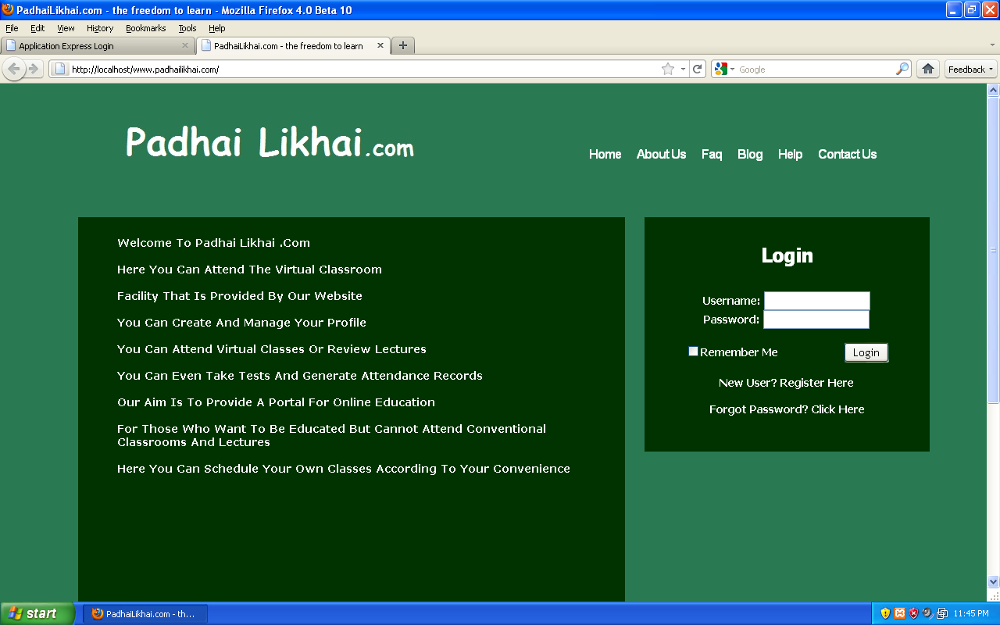 PadhaiLikhai.com - the freedom to learn - Mozilla Firefox 4.0 Beta 10
File Edit View History Bookmarks Tools Help
Application Express Login PadhaiLikhai.com - the freedom to learn
http://localhost/www.padhailikhai.com/ Google Feedback
Padhai Likhai.com
Home About Us Faq Blog Help Contact Us
Welcome To Padhai Likhai .Com
Here You Can Attend The Virtual Classroom
Facility That Is Provided By Our Website
You Can Create And Manage Your Profile
You Can Attend Virtual Classes Or Review Lectures
You Can Even Take Tests And Generate Attendance Records
Our Aim Is To Provide A Portal For Online Education
For Those Who Want To Be Educated But Cannot Attend Conventional
Classrooms And Lectures
Here You Can Schedule Your Own Classes According To Your Convenience
Login
Username:
Password:
Remember Me Login
New User? Register Here
Forgot Password? Click Here
start PadhaiLikhai.com - th... 11:45 PM